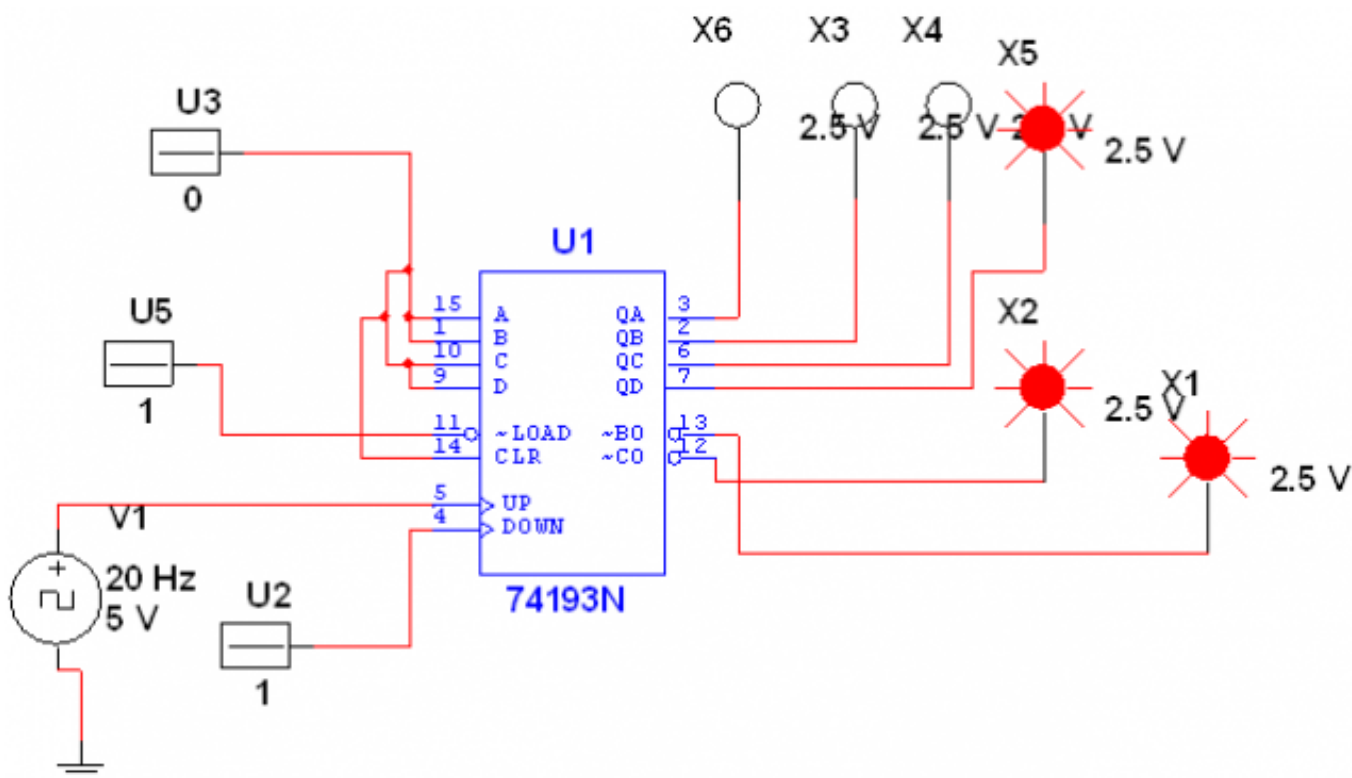 X6 X3 X4
X5
2.5 V 2.5 V 2.5 V
2.5 V
U3
0
U1
U5
1
15 A QA 3
1 B QB 2
10 C QC 6
9 D QD 7
11 ~LOAD ~BO 13
14 CLR ~CO 12
5 UP
4 DOWN
74193N
X2
2.5 V
X1
2.5 V
V1
20 Hz
5 V
U2
1